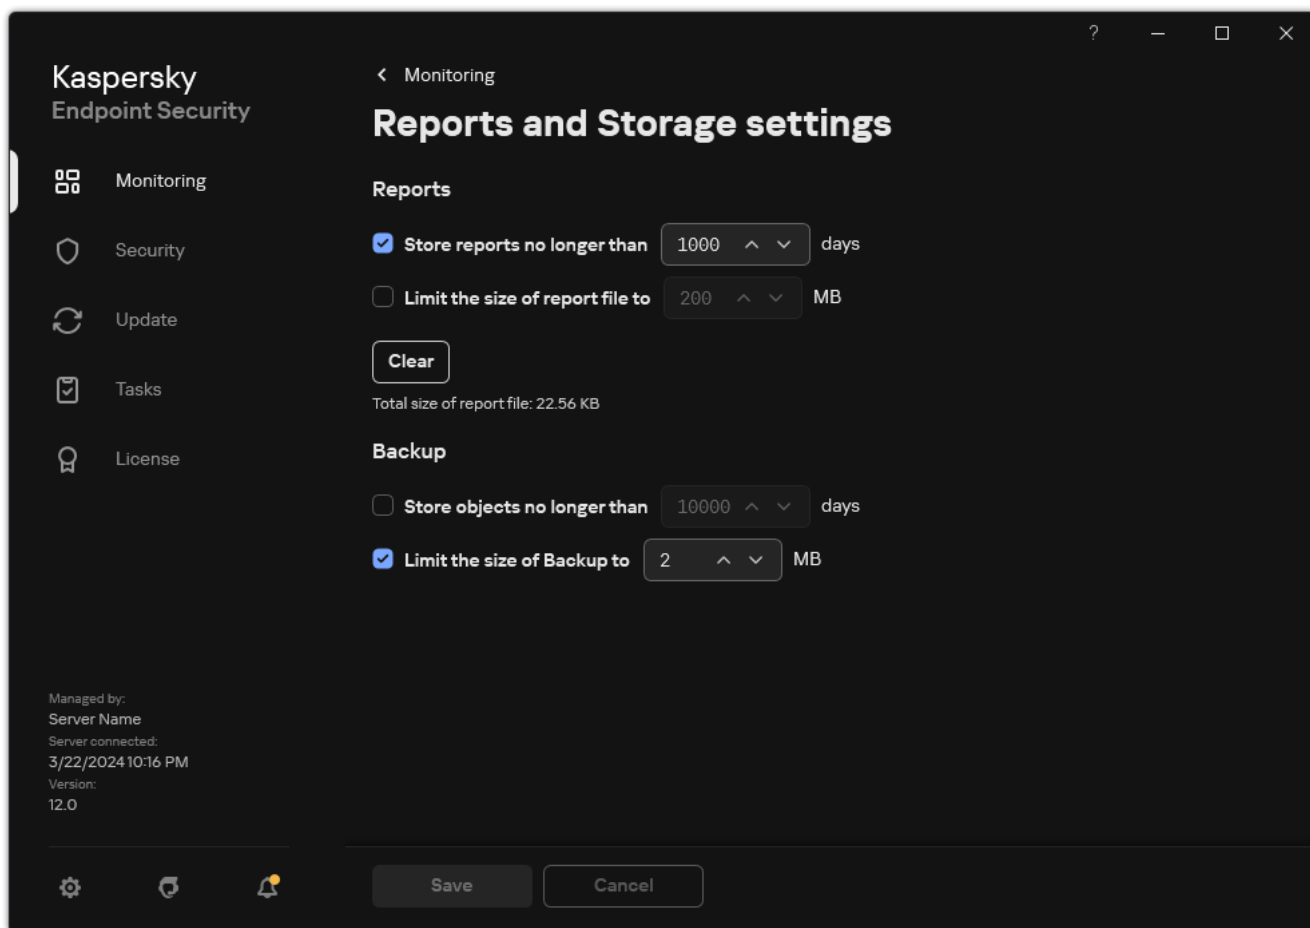 ?
Kaspersky
Endpoint Security
Monitoring
Security
Update
Tasks
License
Managed by:
Server Name
Server connected:
3/22/2024 10:16 PM
Version:
12.0
Monitoring
Reports and Storage settings
Reports
Store reports no longer than 1000 days
Limit the size of report file to 200 MB
Clear
Total size of report file: 22.56 KB
Backup
Store objects no longer than 10000 days
Limit the size of Backup to 2 MB
Save Cancel